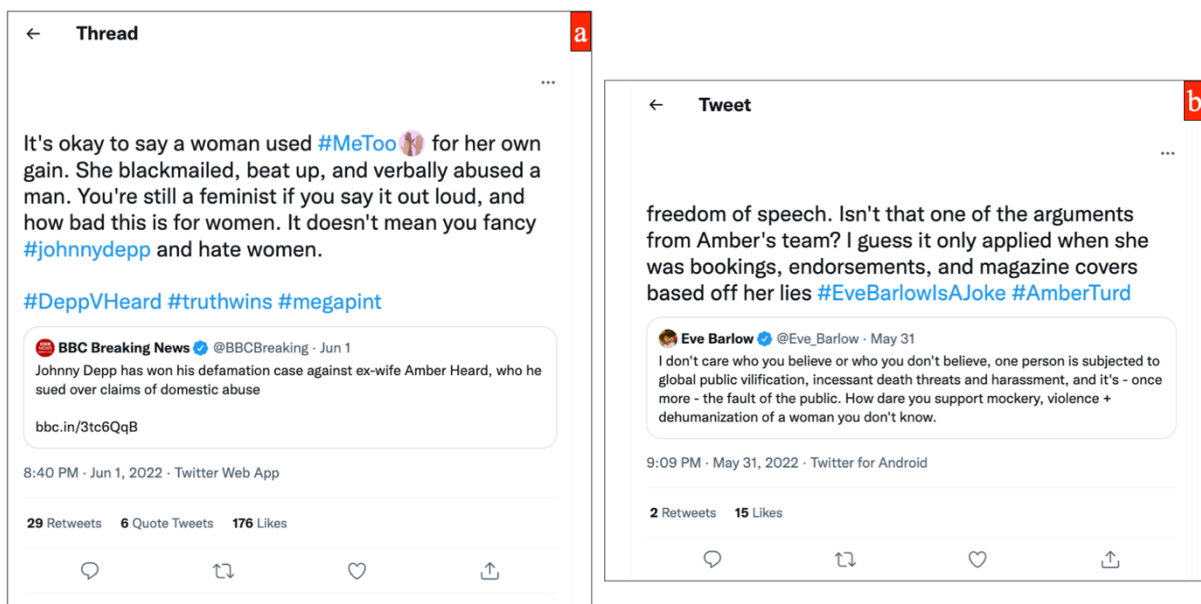 Thread
a
It's okay to say a woman used #MeToo for her own
gain. She blackmailed, beat up, and verbally abused a
man. You're still a feminist if you say it out loud, and
how bad this is for women. It doesn't mean you fancy
#johnnydepp and hate women.
#DeppVHeard #truthwins #megapint
BBC Breaking News @BBCBreaking · Jun 1
Johnny Depp has won his defamation case against ex-wife Amber Heard, who he
sued over claims of domestic abuse
bbc.in/3tc6QqB
8:40 PM · Jun 1, 2022 · Twitter Web App
29 Retweets 6 Quote Tweets 176 Likes
b
Tweet
freedom of speech. Isn't that one of the arguments
from Amber's team? I guess it only applied when she
was bookings, endorsements, and magazine covers
based off her lies #EveBarlowIsAJoke #AmberTurd
Eve Barlow @Eve_Barlow · May 31
I don't care who you believe or who you don't believe, one person is subjected to
global public vilification, incessant death threats and harassment, and it's - once
more - the fault of the public. How dare you support mockery, violence +
dehumanization of a woman you don't know.
9:09 PM · May 31, 2022 · Twitter for Android
2 Retweets 15 Likes